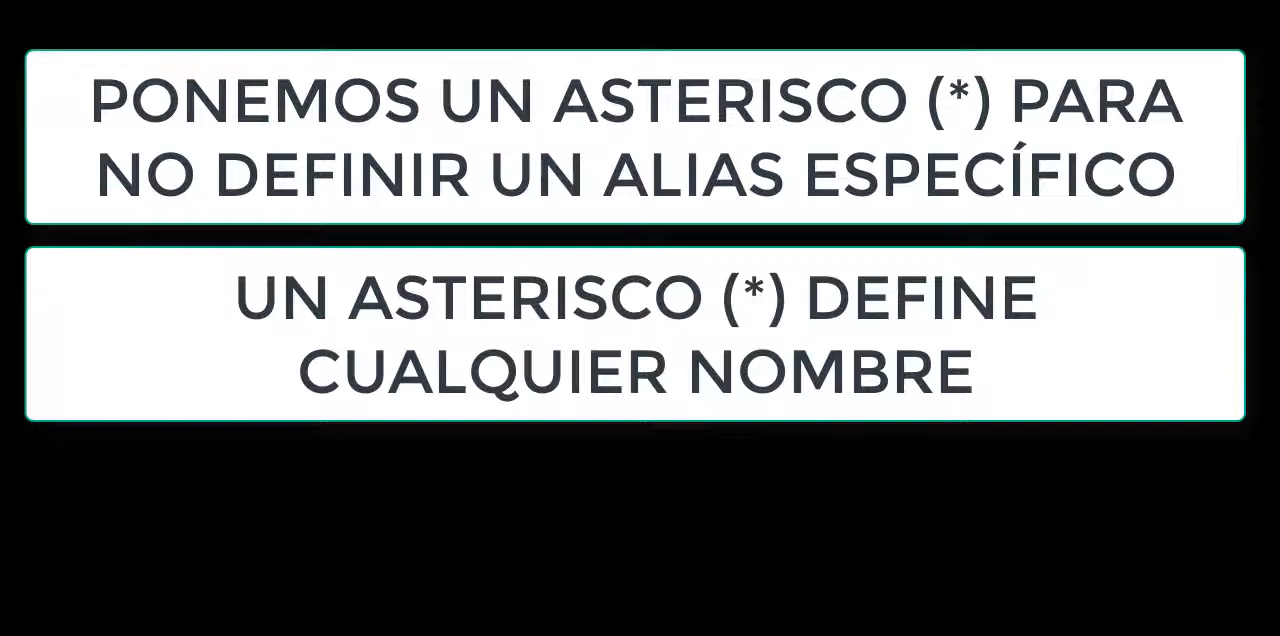 PONEMOS UN ASTERISCO (*) PARA
NO DEFINIR UN ALIAS ESPECÍFICO
UN ASTERISCO (*) DEFINE
CUALQUIER NOMBRE